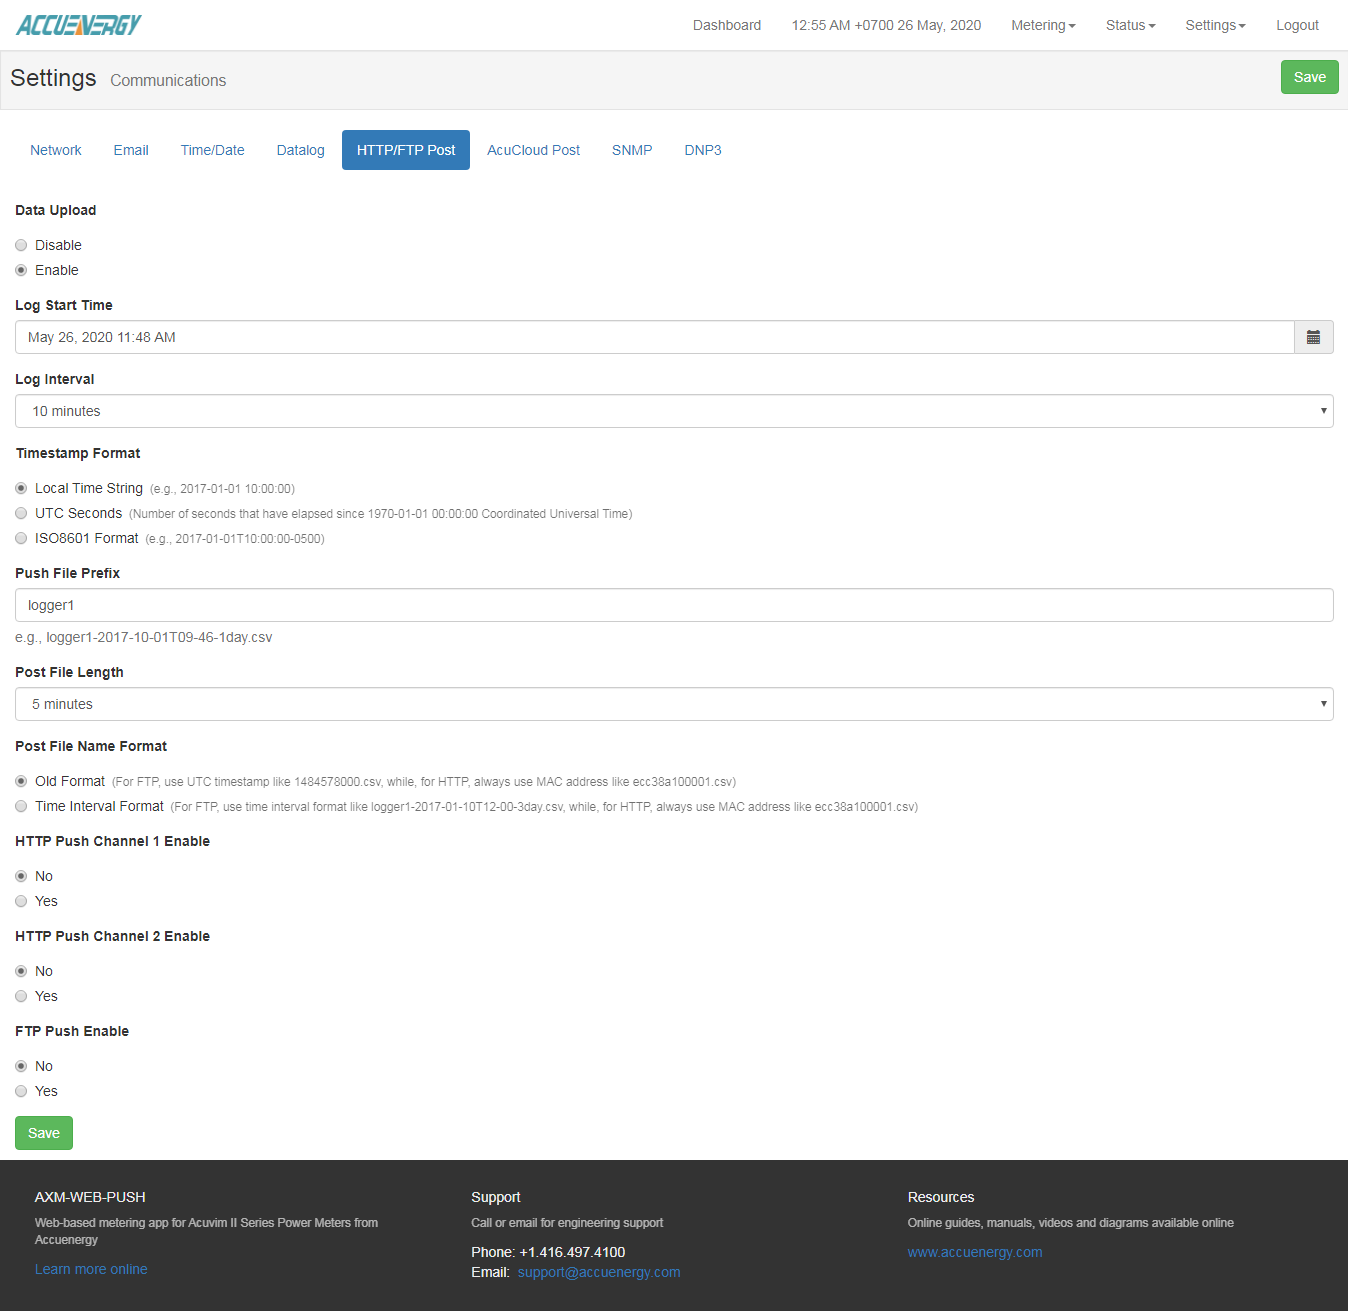 ACCUENERGY
Dashboard 12:55 AM +0700 26 May, 2020 Metering Status Settings Logout
Settings Communications Save
Network Email Time/Date Datalog HTTP/FTP Post AcuCloud Post SNMP DNP3
Data Upload
Disable
Enable
Log Start Time
May 26, 2020 11:48 AM
Log Interval
10 minutes
Timestamp Format
Local Time String (e.g., 2017-01-01 10:00:00)
UTC Seconds (Number of seconds that have elapsed since 1970-01-01 00:00:00 Coordinated Universal Time)
ISO8601 Format (e.g., 2017-01-01T10:00:00-0500)
Push File Prefix
logger1
e.g., logger1-2017-10-01T09-46-1day.csv
Post File Length
5 minutes
Post File Name Format
Old Format (For FTP, use UTC timestamp like 1484578000.csv, while, for HTTP, always use MAC address like ecc38a100001.csv)
Time Interval Format (For FTP, use time interval format like logger1-2017-01-10T12-00-3day.csv, while, for HTTP, always use MAC address like ecc38a100001.csv)
HTTP Push Channel 1 Enable
No
Yes
HTTP Push Channel 2 Enable
No
Yes
FTP Push Enable
No
Yes
Save
AXM-WEB-PUSH
Web-based metering app for Acuvim II Series Power Meters from
Accuenergy
Learn more online
Support
Call or email for engineering support
Phone: +1.416.497.4100
Email: support@accuenergy.com
Resources
Online guides, manuals, videos and diagrams available online
www.accuenergy.com